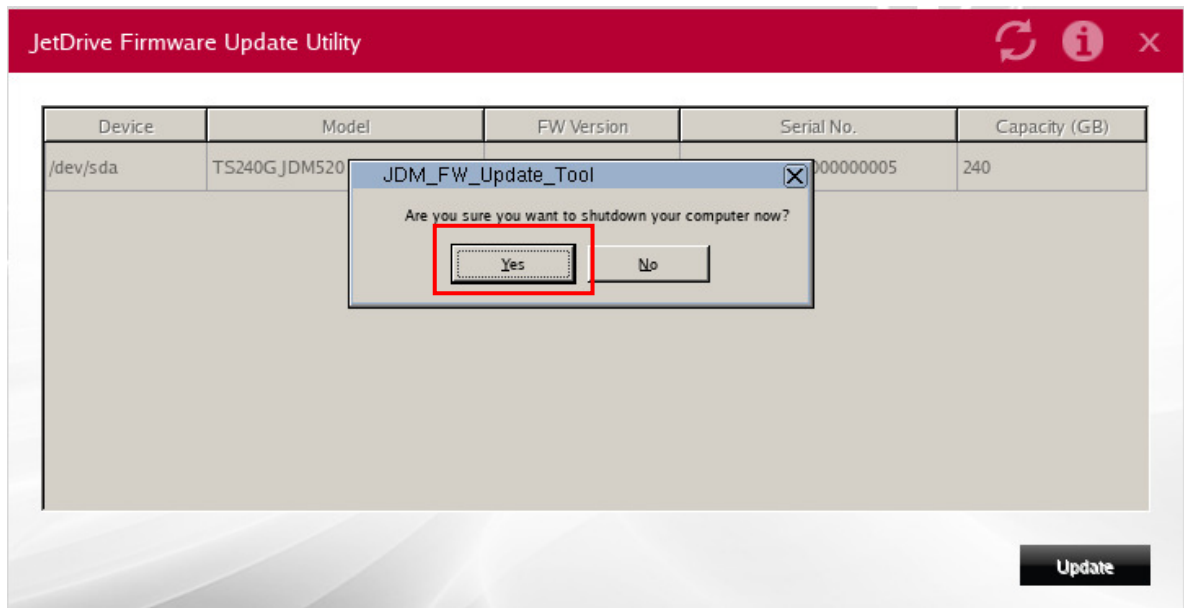 JetDrive Firmware Update Utility
Device Model FW Version Serial No. Capacity (GB)
/dev/sda TS240GJDM520 000000005 240
JDM_FW_Update_Tool
Are you sure you want to shutdown your computer now?
Yes No
Update